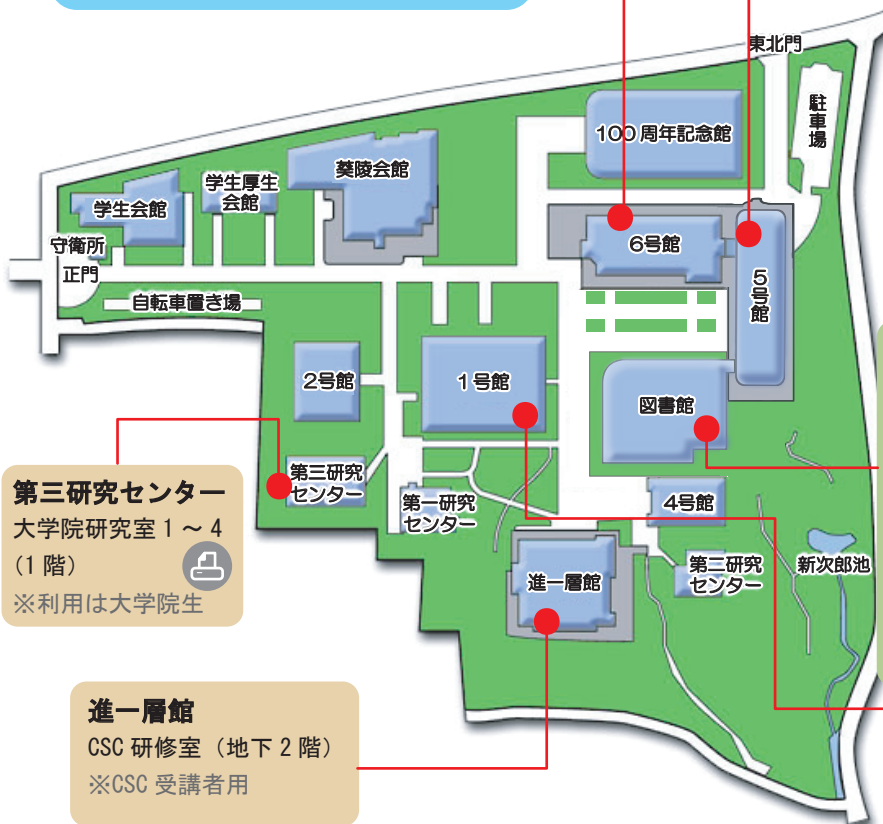 東北門
駐車場
100 周年記念館
葵陵会館
学生厚生
会館
学生会館
守衛所
正門
自転車置き場
6号館
5号館
2号館
1号館
図書館
第三研究
センター
第一研究
センター
4号館
第二研究
センター
新次郎池
進一層館
第三研究センター
大学院研究室 1 ~ 4
(1 階)
※利用は大学院生
進一層館
CSC 研修室（地下 2 階）
※CSC 受講者用